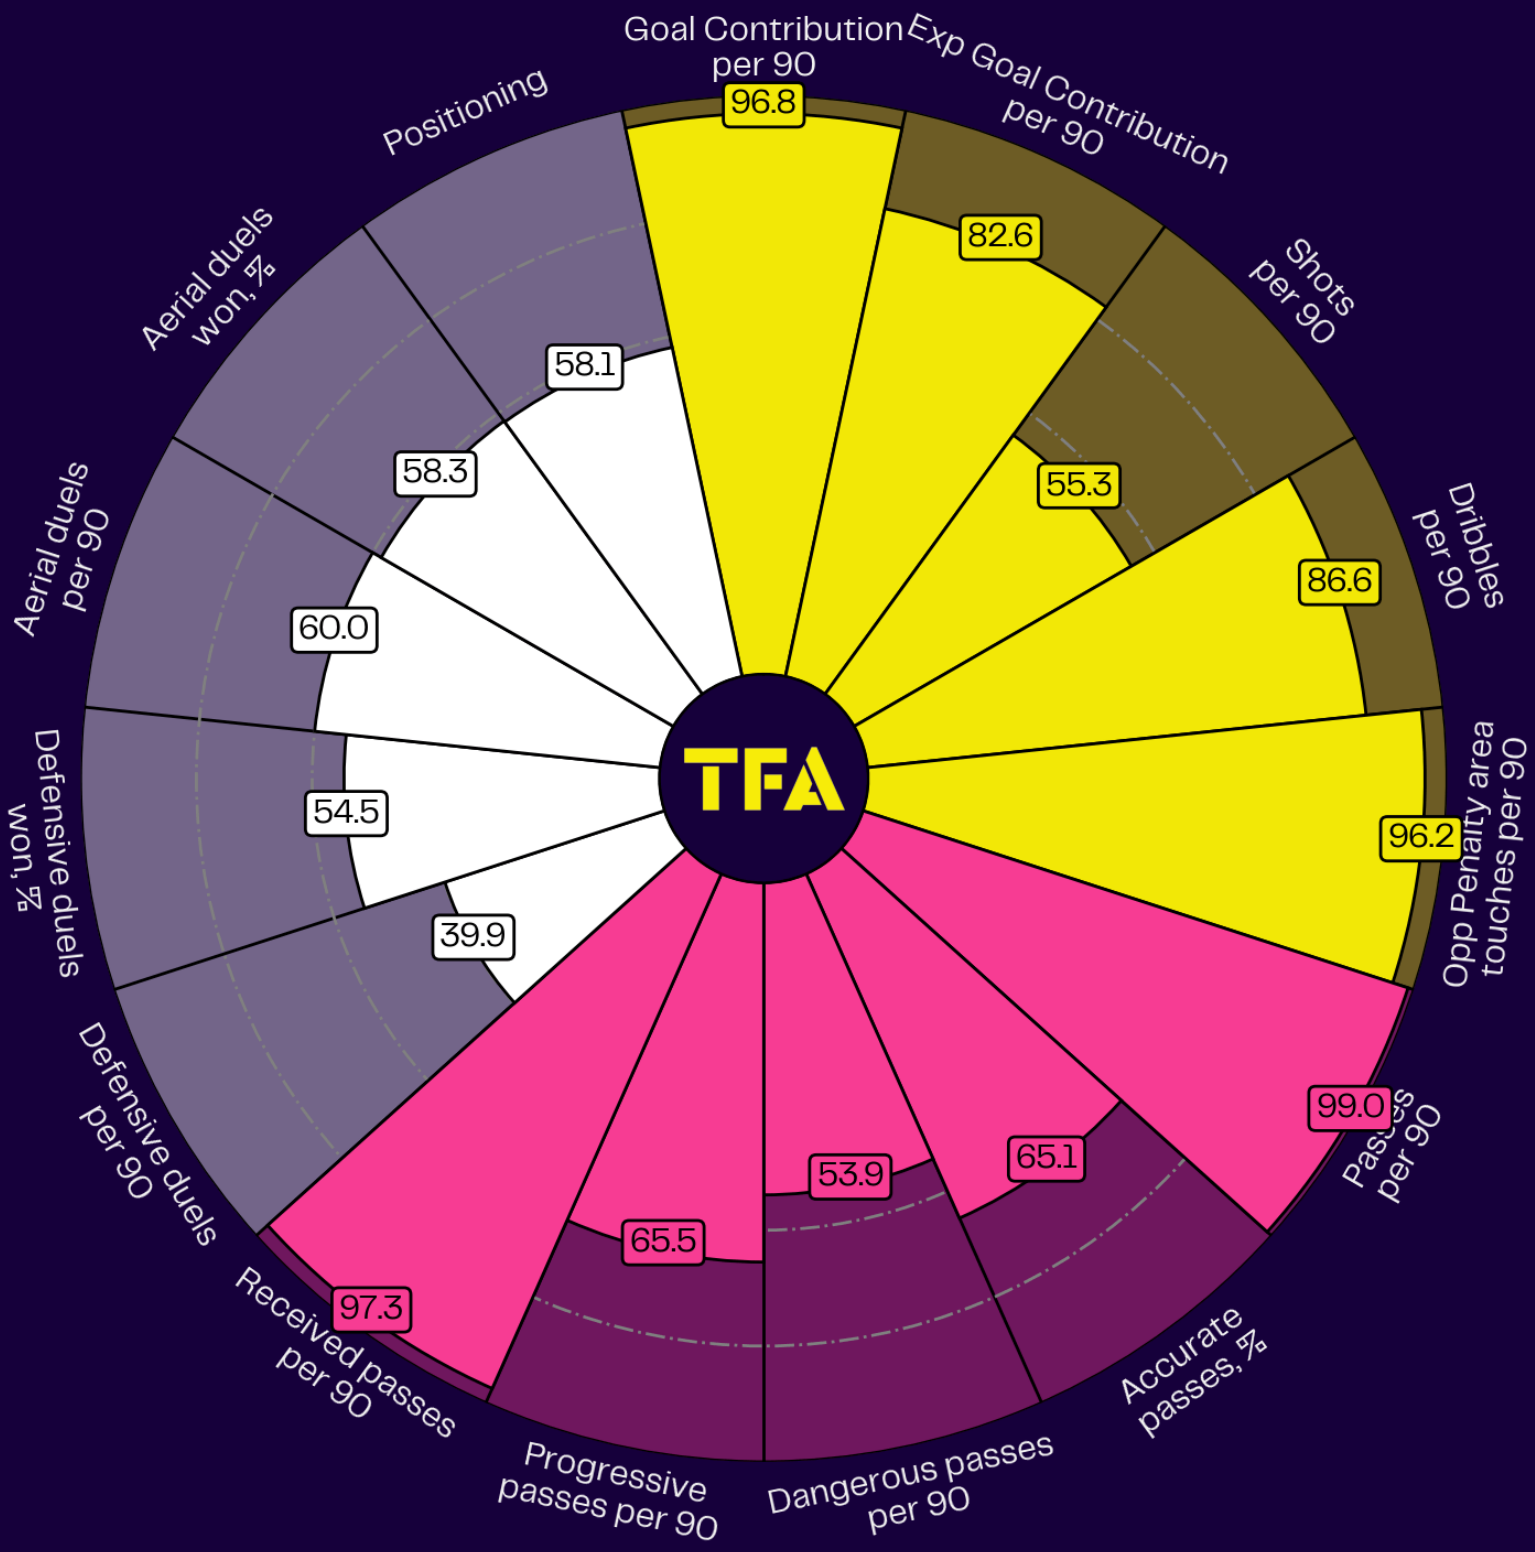 Goal Contribution
per 90
96.8
Exp Goal Contribution
per 90
82.6
Shots
per 90
55.3
Dribbles
per 90
86.6
Opp Penalty area
touches per 90
96.2
Passes
per 90
99.0
Accurate
passes, %
65.1
Dangerous passes
per 90
53.9
Progressive
passes per 90
65.5
Received passes
per 90
97.3
Defensive duels
per 90
39.9
Defensive duels
won, %
54.5
Aerial duels
per 90
60.0
Aerial duels
won, %
58.3
Positioning
58.1
TFA